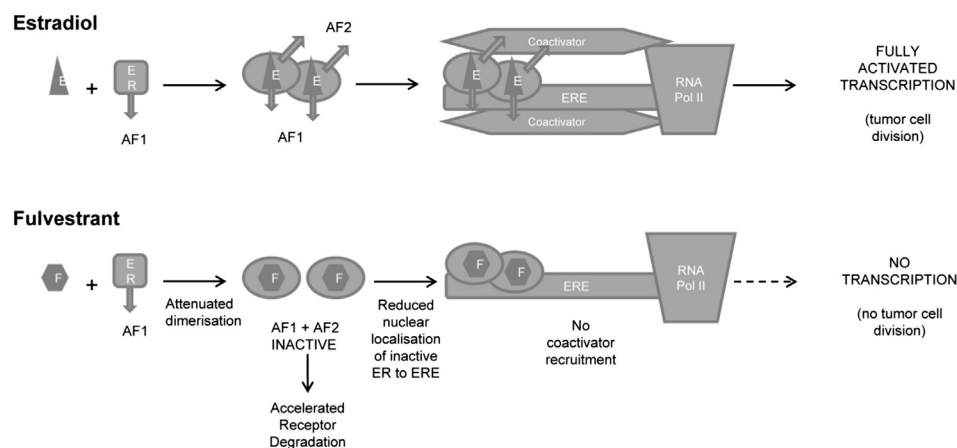 Estradiol
AF2
E
+
E
R
AF1
E
E
AF1
Coactivator
E
E
ERE
Coactivator
RNA
Pol II
FULLY
ACTIVATED
TRANSCRIPTION
(tumor cell
division)
Fulvestrant
F
+
E
R
AF1
Attenuated
dimerisation
F
F
AF1 + AF2
INACTIVE
Accelerated
Receptor
Degradation
Reduced
nuclear
localisation
of inactive
ER to ERE
F
F
ERE
No
coactivator
recruitment
RNA
Pol II
NO
TRANSCRIPTION
(no tumor cell
division)